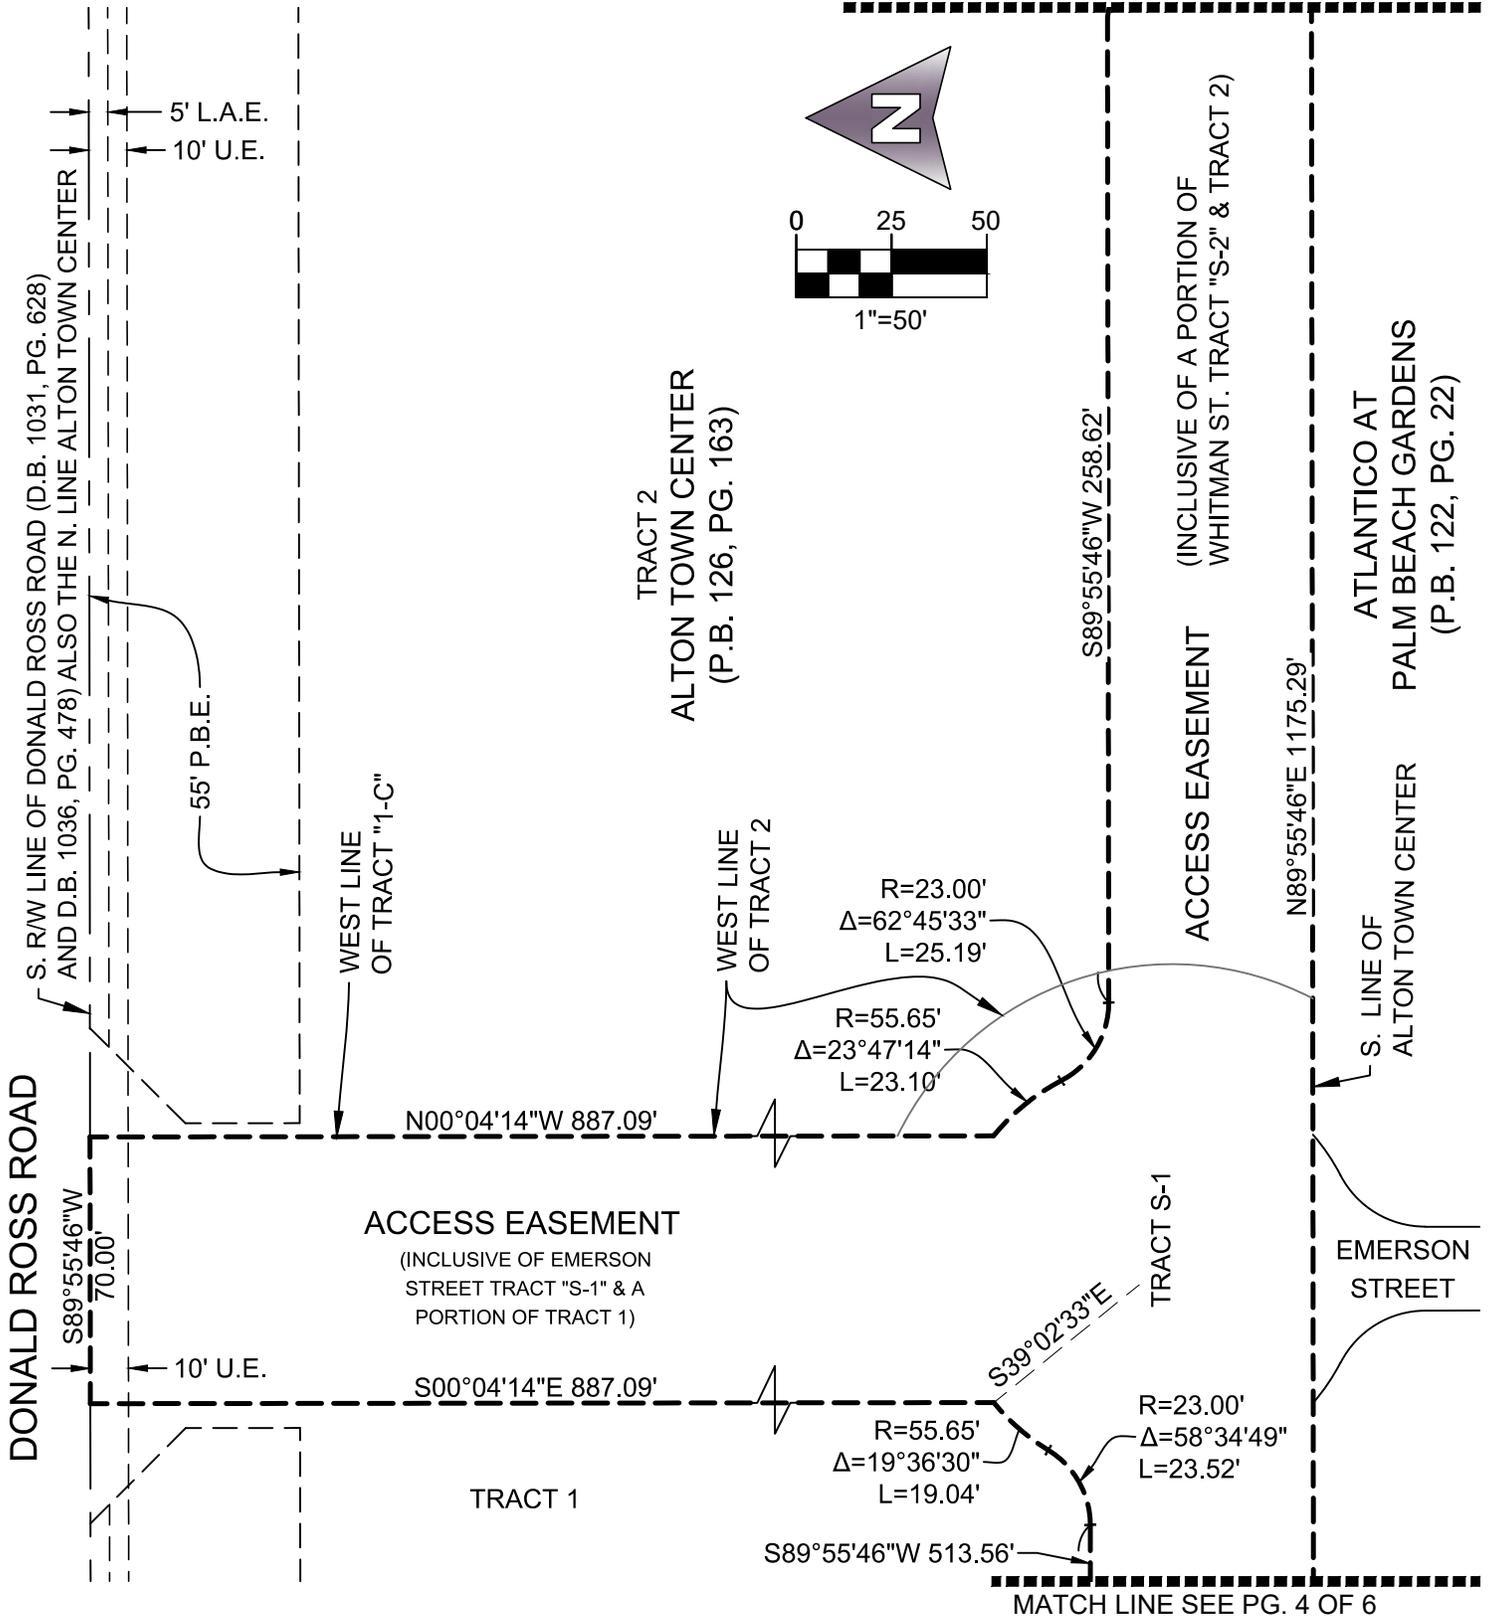 5' L.A.E.
10' U.E.
S. R/W LINE OF DONALD ROSS ROAD (D.B. 1031, PG. 628)
AND D.B. 1036, PG. 478) ALSO THE N. LINE ALTON TOWN CENTER
N
0 25 50
1"=50'
(INCLUSIVE OF A PORTION OF
WHITMAN ST. TRACT "S-2" & TRACT 2)
TRACT 2
ALTON TOWN CENTER
(P.B. 126, PG. 163)
S89°55'46"W 258.62'
ATLANTICO AT
PALM BEACH GARDENS
(P.B. 122, PG. 22)
55' P.B.E.
ACCESS EASEMENT
N89°55'46"E 1175.29'
WEST LINE
OF TRACT "1-C"
WEST LINE
OF TRACT 2
R=23.00'
Δ=62°45'33"
L=25.19'
S. LINE OF
ALTON TOWN CENTER
R=55.65'
Δ=23°47'14"
L=23.10'
DONALD ROSS ROAD
N00°04'14"W 887.09'
S89°55'46"W
70.00'
ACCESS EASEMENT
(INCLUSIVE OF EMERSON
STREET TRACT "S-1" & A
PORTION OF TRACT 1)
TRACT S-1
EMERSON
STREET
S39°02'33"E
10' U.E.
S00°04'14"E 887.09'
R=55.65'
Δ=19°36'30"
L=19.04'
R=23.00'
Δ=58°34'49"
L=23.52'
TRACT 1
S89°55'46"W 513.56'
MATCH LINE SEE PG. 4 OF 6